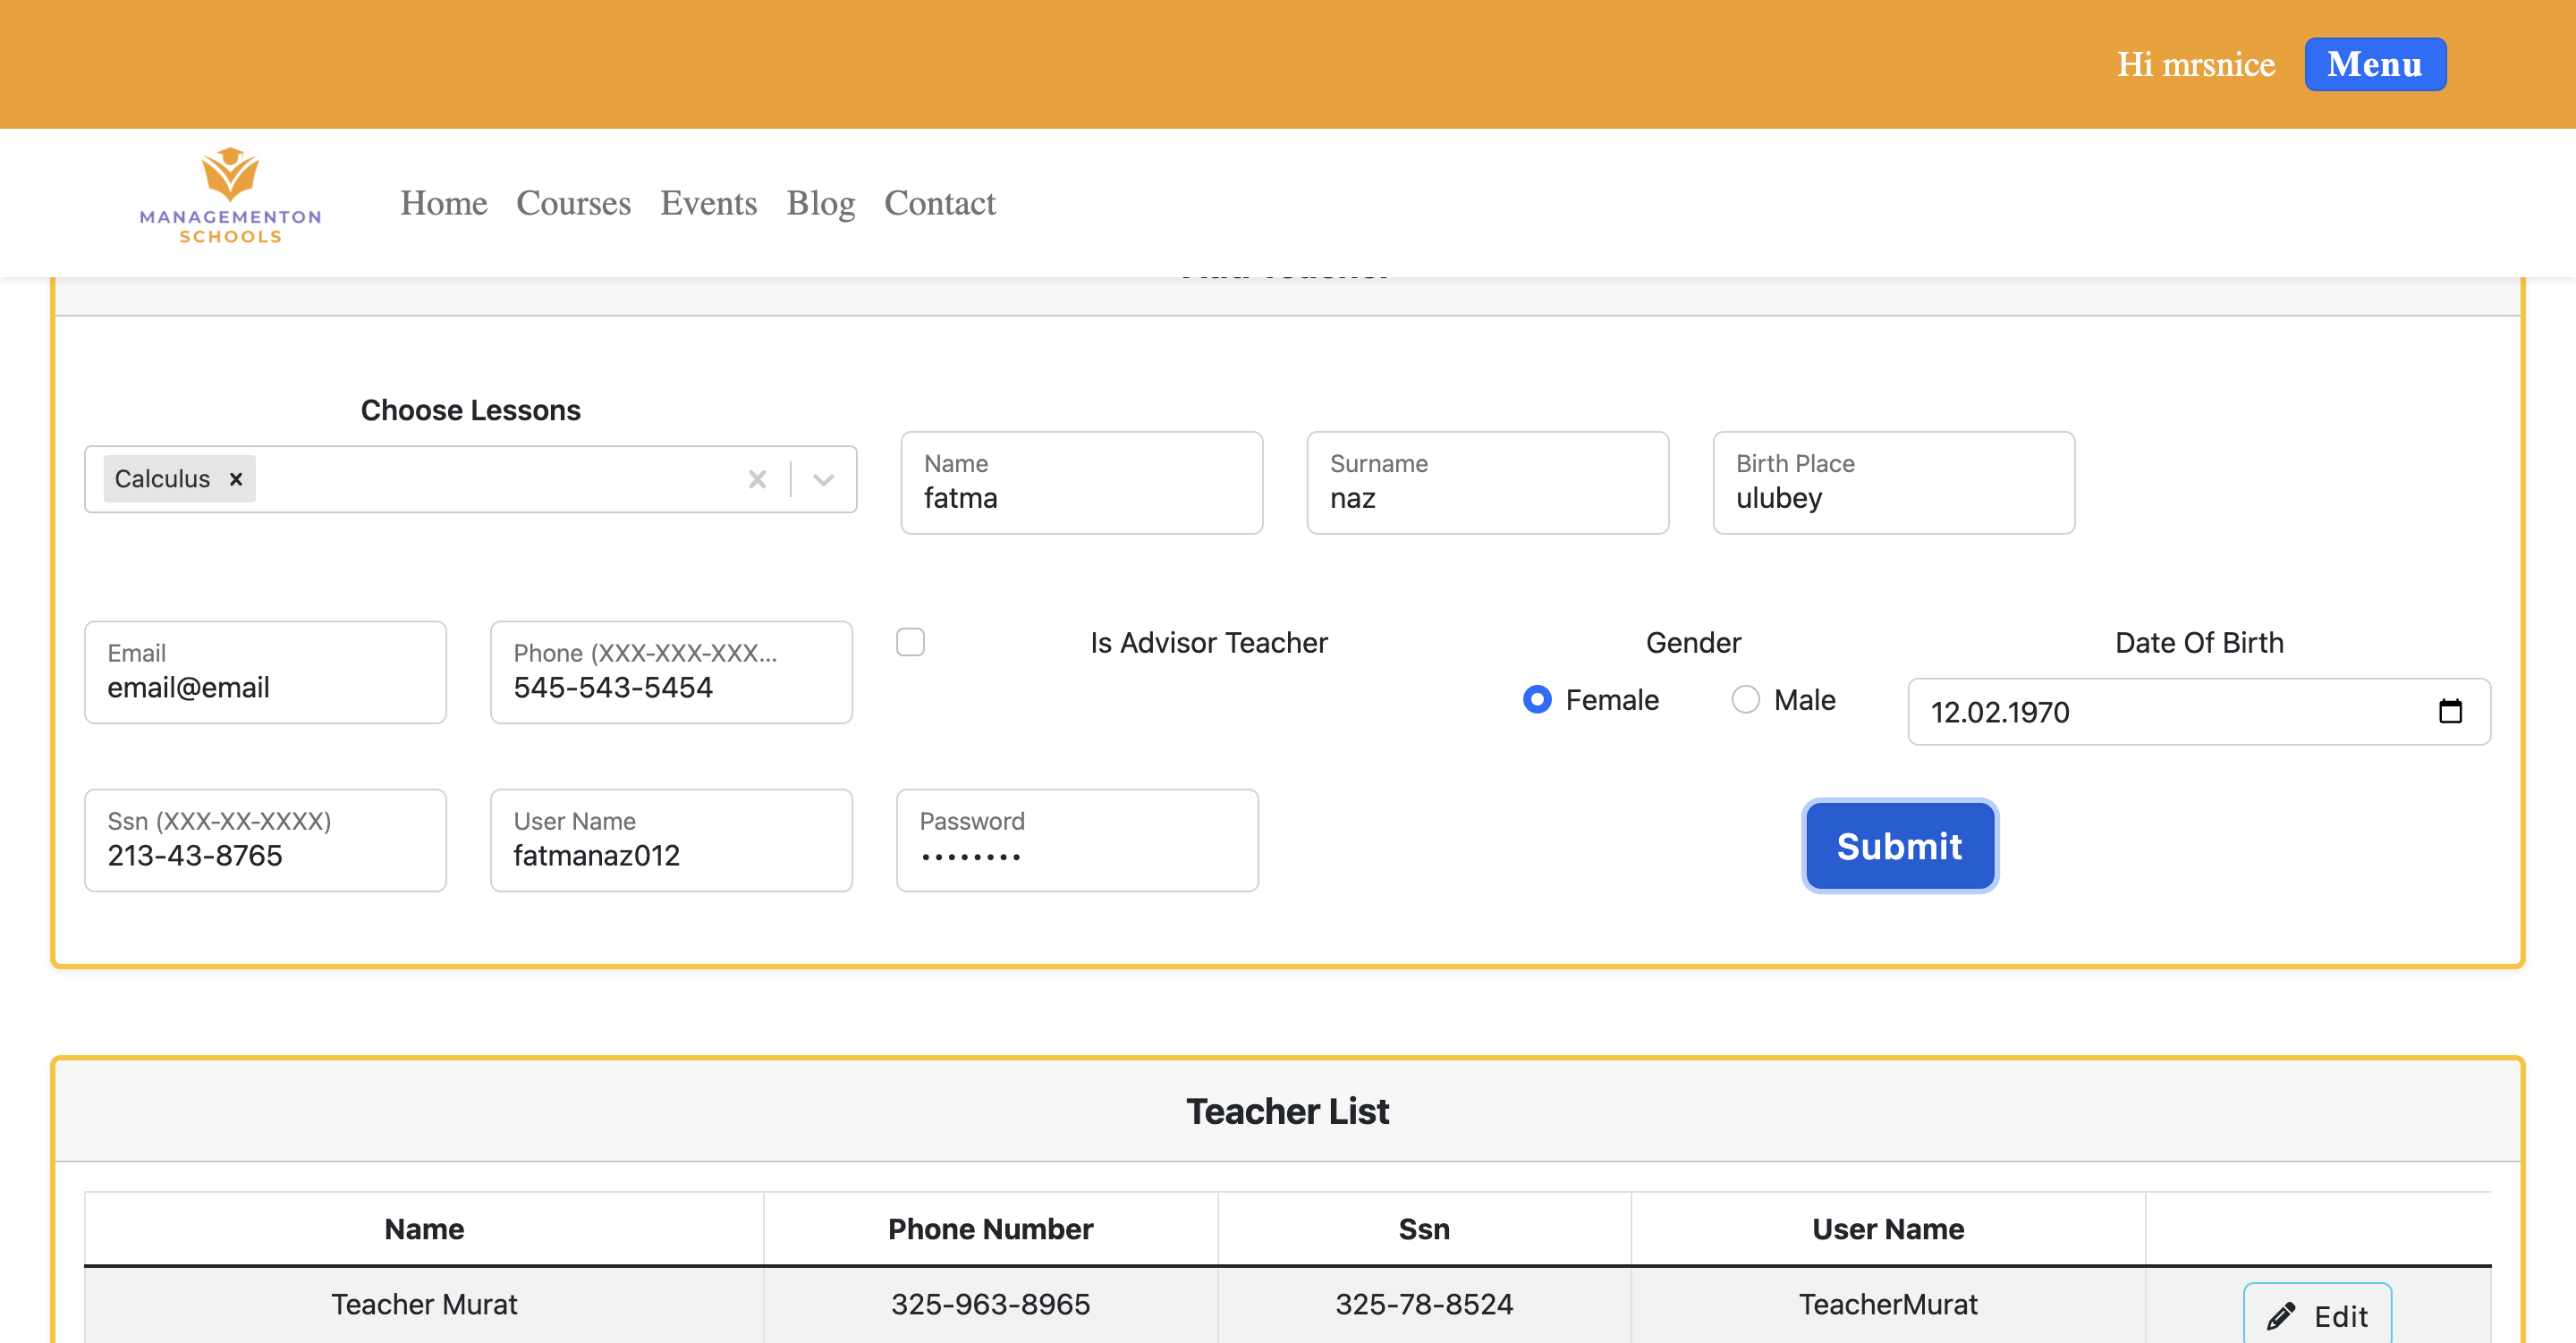 Hi mrsnice Menu
MANAGEMENTON
SCHOOLS
Home Courses Events Blog Contact
Choose Lessons
Calculus
Name
fatma
Surname
naz
Birth Place
ulubey
Email
email@email
Phone (XXX-XXX-XXX...
545-543-5454
Is Advisor Teacher
Gender
Female Male
Date Of Birth
12.02.1970
Ssn (XXX-XX-XXXX)
213-43-8765
User Name
fatmanaz012
Password
••••••••
Submit
Teacher List
Name Phone Number Ssn User Name
Teacher Murat 325-963-8965 325-78-8524 TeacherMurat Edit